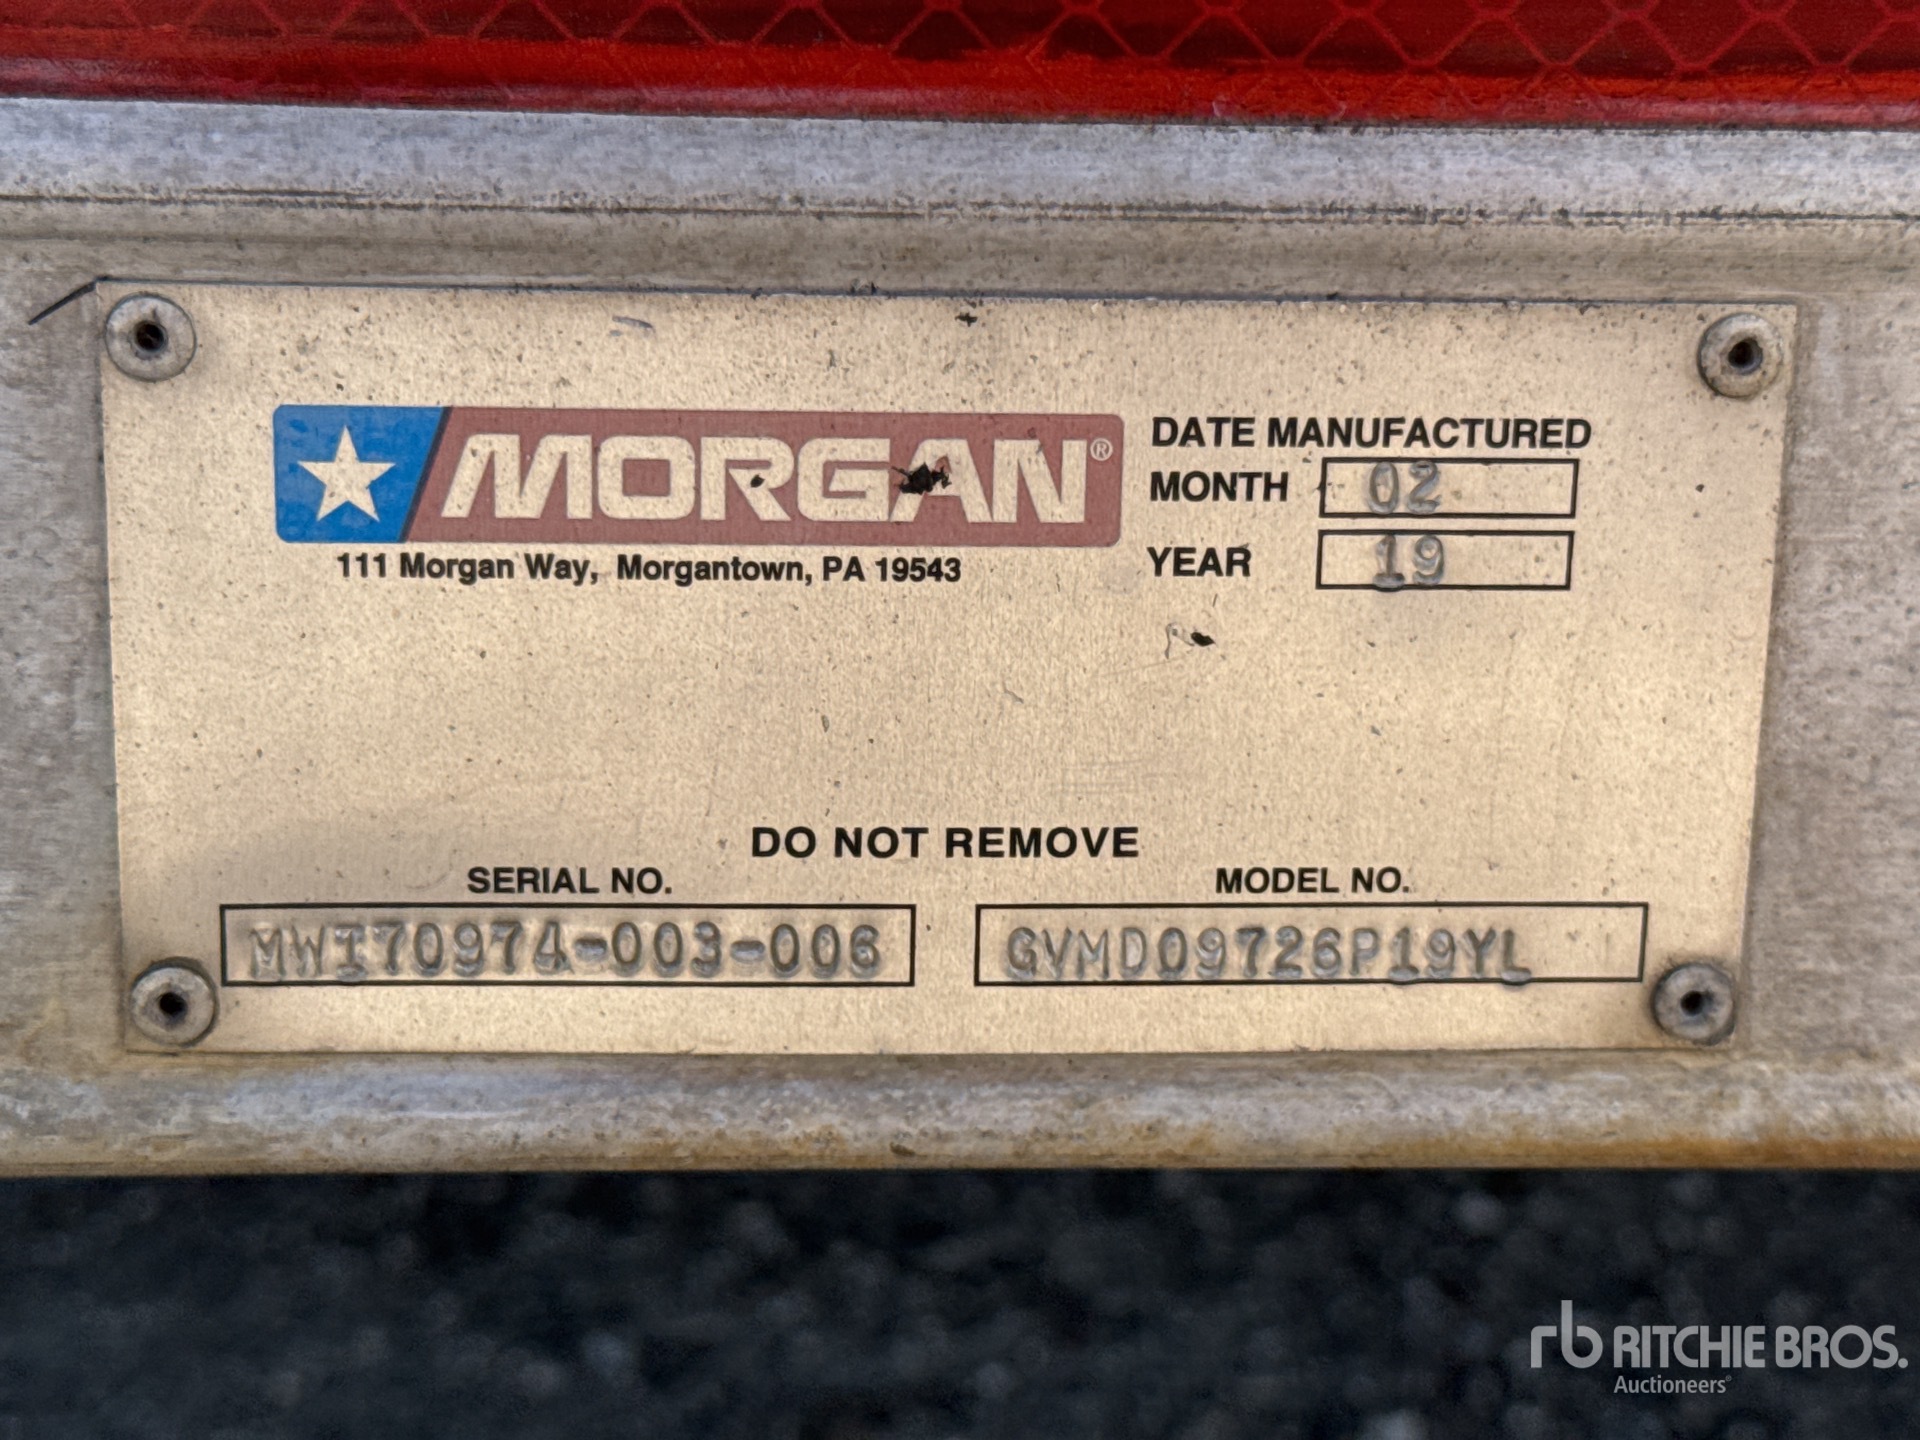 MORGAN®
111 Morgan Way, Morgantown, PA 19543
DATE MANUFACTURED
MONTH 02
YEAR 19
DO NOT REMOVE
SERIAL NO.
MWI70974-003-006
MODEL NO.
GVMD09726P19YL
rb RITCHIE BROS.
Auctioneers®